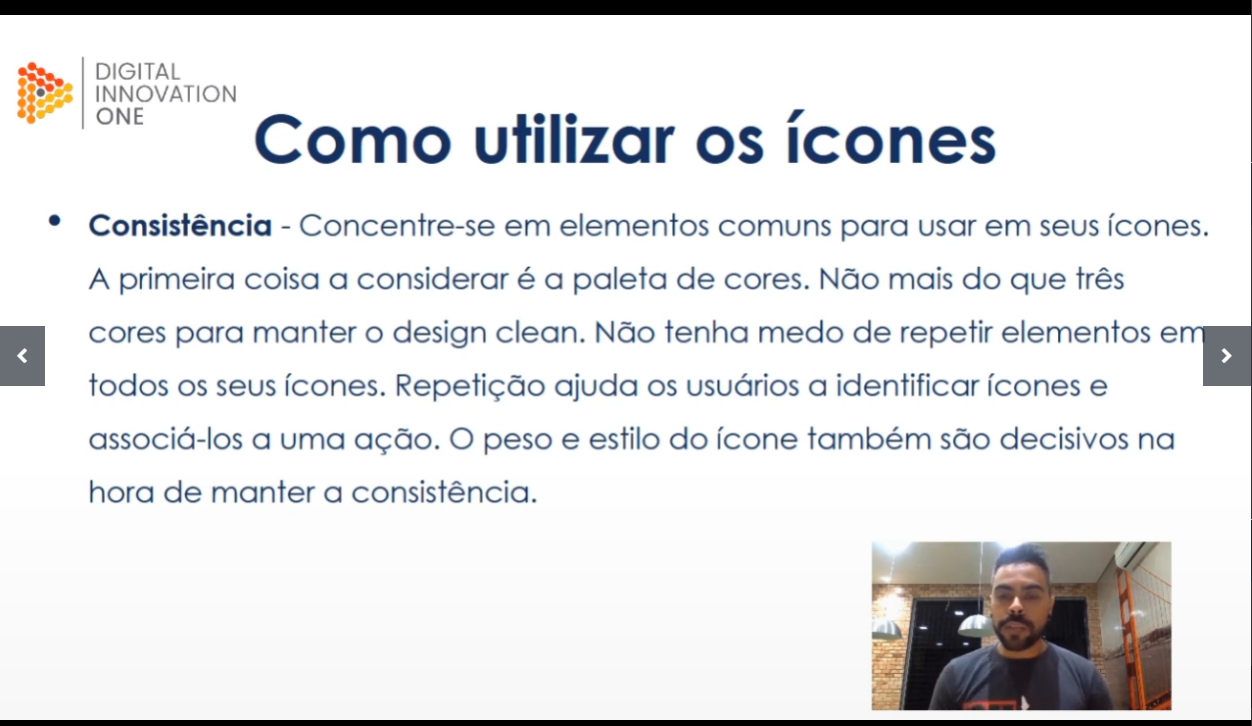 DIGITAL
INNOVATION
ONE
Como utilizar os ícones
• Consistência - Concentre-se em elementos comuns para usar em seus ícones.
A primeira coisa a considerar é a paleta de cores. Não mais do que três
cores para manter o design clean. Não tenha medo de repetir elementos em
todos os seus ícones. Repetição ajuda os usuários a identificar ícones e
associá-los a uma ação. O peso e estilo do ícone também são decisivos na
hora de manter a consistência.